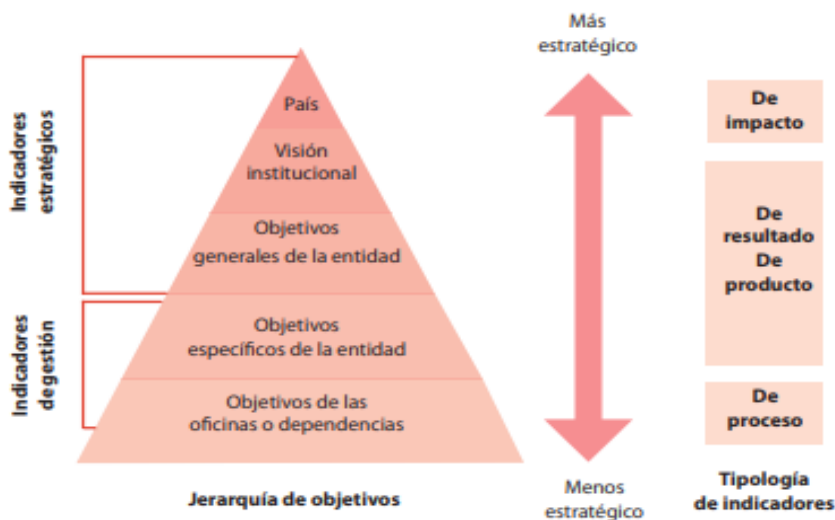 Más
estratégico
País
Visión
institucional
Objetivos
generales de la entidad
Objetivos
específicos de la entidad
Objetivos de las
oficinas o dependencias
Indicadores
estratégicos
Indicadores
degestión
Jerarquía de objetivos
Menos
estratégico
De
impacto
De
resultado
De
producto
De
proceso
Tipología
de indicadores